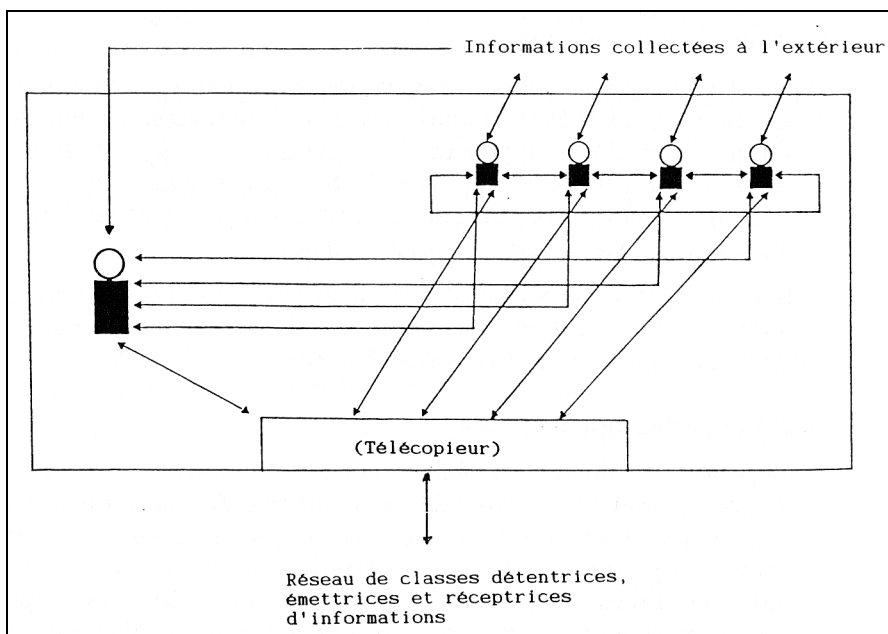 Informations collectées à l'extérieur
(Télécopieur)
Réseau de classes détentrices,
émettrices et réceptrices
d'informations